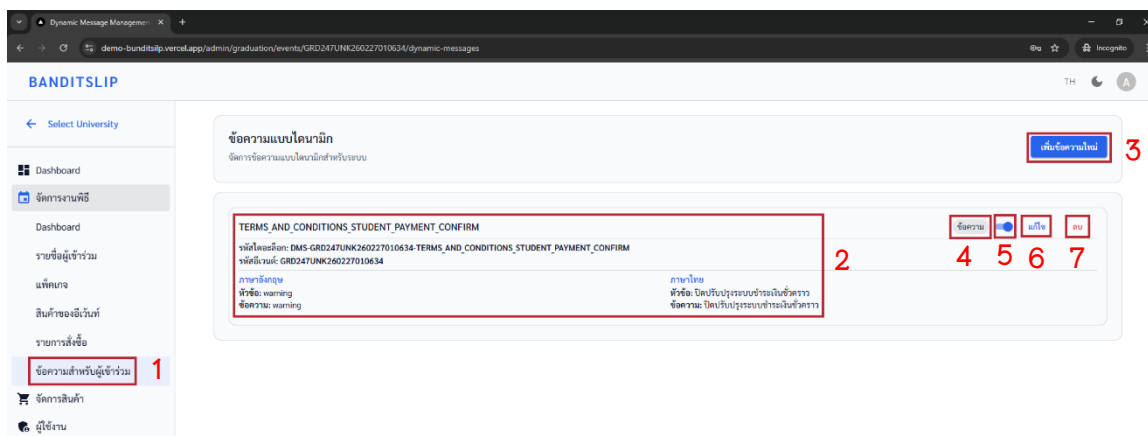 Dynamic Message Managemen
demo-bunditsilp.vercel.app/admin/graduation/events/GRD247UNK260227010634/dynamic-messages
Incognito
BANDITSLIP
TH
A
Select University
ข้อความแบบไดนามิก
จัดการข้อความแบบไดนามิกสำหรับระบบ
เพิ่มข้อความใหม่
3
Dashboard
จัดการงานพิธี
Dashboard
รายชื่อผู้เข้าร่วม
แพ็คเกจ
สินค้าของอีเว้นท์
รายการสั่งซื้อ
ข้อความสำหรับผู้เข้าร่วม
1
จัดการสินค้า
ผู้ใช้งาน
TERMS_AND_CONDITIONS_STUDENT_PAYMENT_CONFIRM
รหัสไดอะล็อก: DMS-GRD247UNK260227010634-TERMS_AND_CONDITIONS_STUDENT_PAYMENT_CONFIRM
รหัสอีเวนต์: GRD247UNK260227010634
ภาษาอังกฤษ
หัวข้อ: warning
ข้อความ: warning
ภาษาไทย
หัวข้อ: ปิดปรับปรุงระบบชำระเงินชั่วคราว
ข้อความ: ปิดปรับปรุงระบบชำระเงินชั่วคราว
2
ข้อความ
แก้ไข
ลบ
4
5
6
7